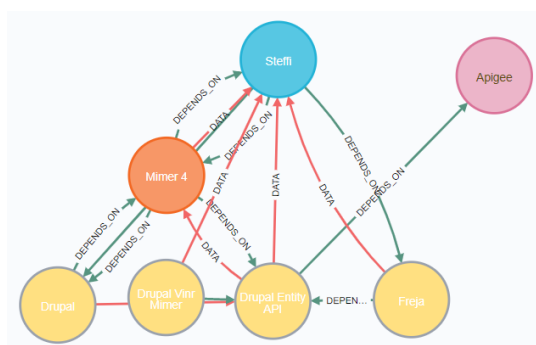 Steffi
Apigee
DEPENDS_ON
DATA
DEPENDS_ON
Mimer 4
DEPENDS_ON
DATA
DEPENDS_ON
DATA
DATA
DEPENDS_ON
DEPENDS_ON
DEPENDS_ON
DATA
Drupal
Drupal Vinr
Mimer
Drupal Entity
API
DEPEN...
Freja